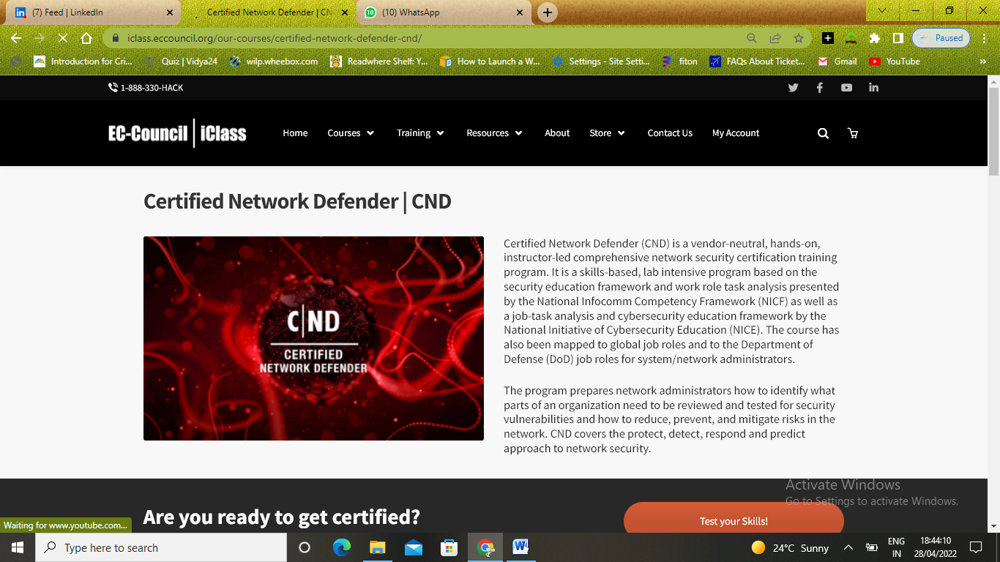 (7) Feed | LinkedIn
Certified Network Defender | CN
(10) WhatsApp
iclass.eccouncil.org/our-courses/certified-network-defender-cnd/
Paused
Introduction for Cri...
Quiz | Vidya24
wilp.wheebox.com
Readwhere Shelf: Y...
How to Launch a W...
Settings - Site Setti...
fiton
FAQs About Ticket...
Gmail
YouTube
1-888-330-HACK
EC-Council | iClass
Home
Courses
Training
Resources
About
Store
Contact Us
My Account
Certified Network Defender | CND
C|ND
CERTIFIED
NETWORK DEFENDER
Certified Network Defender (CND) is a vendor-neutral, hands-on,
instructor-led comprehensive network security certification training
program. It is a skills-based, lab intensive program based on the
security education framework and work role task analysis presented
by the National Infocomm Competency Framework (NICF) as well as
a job-task analysis and cybersecurity education framework by the
National Initiative of Cybersecurity Education (NICE). The course has
also been mapped to global job roles and to the Department of
Defense (DoD) job roles for system/network administrators.
The program prepares network administrators how to identify what
parts of an organization need to be reviewed and tested for security
vulnerabilities and how to reduce, prevent, and mitigate risks in the
network. CND covers the protect, detect, respond and predict
approach to network security.
Are you ready to get certified?
Test your Skills!
Activate Windows
Go to Settings to activate Windows.
Waiting for www.youtube.com...
Type here to search
24°C Sunny
ENG
IN
18:44:10
28/04/2022